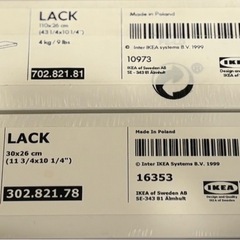 LACK
110x26 cm
(43 1/4x10 1/4")
4 kg / 9 lbs
702.821.81
Made in Poland
© Inter IKEA systems B.V. 1999
10973
IKEA of Sweden AB
SE-343 81 Älmhult
IKEA
LACK
30x26 cm
(11 3/4x10 1/4")
302.821.78
Made in Poland
© Inter IKEA Systems B.V. 1999
16353
IKEA of Sweden AB
SE-343 81 Älmhult
IKEA